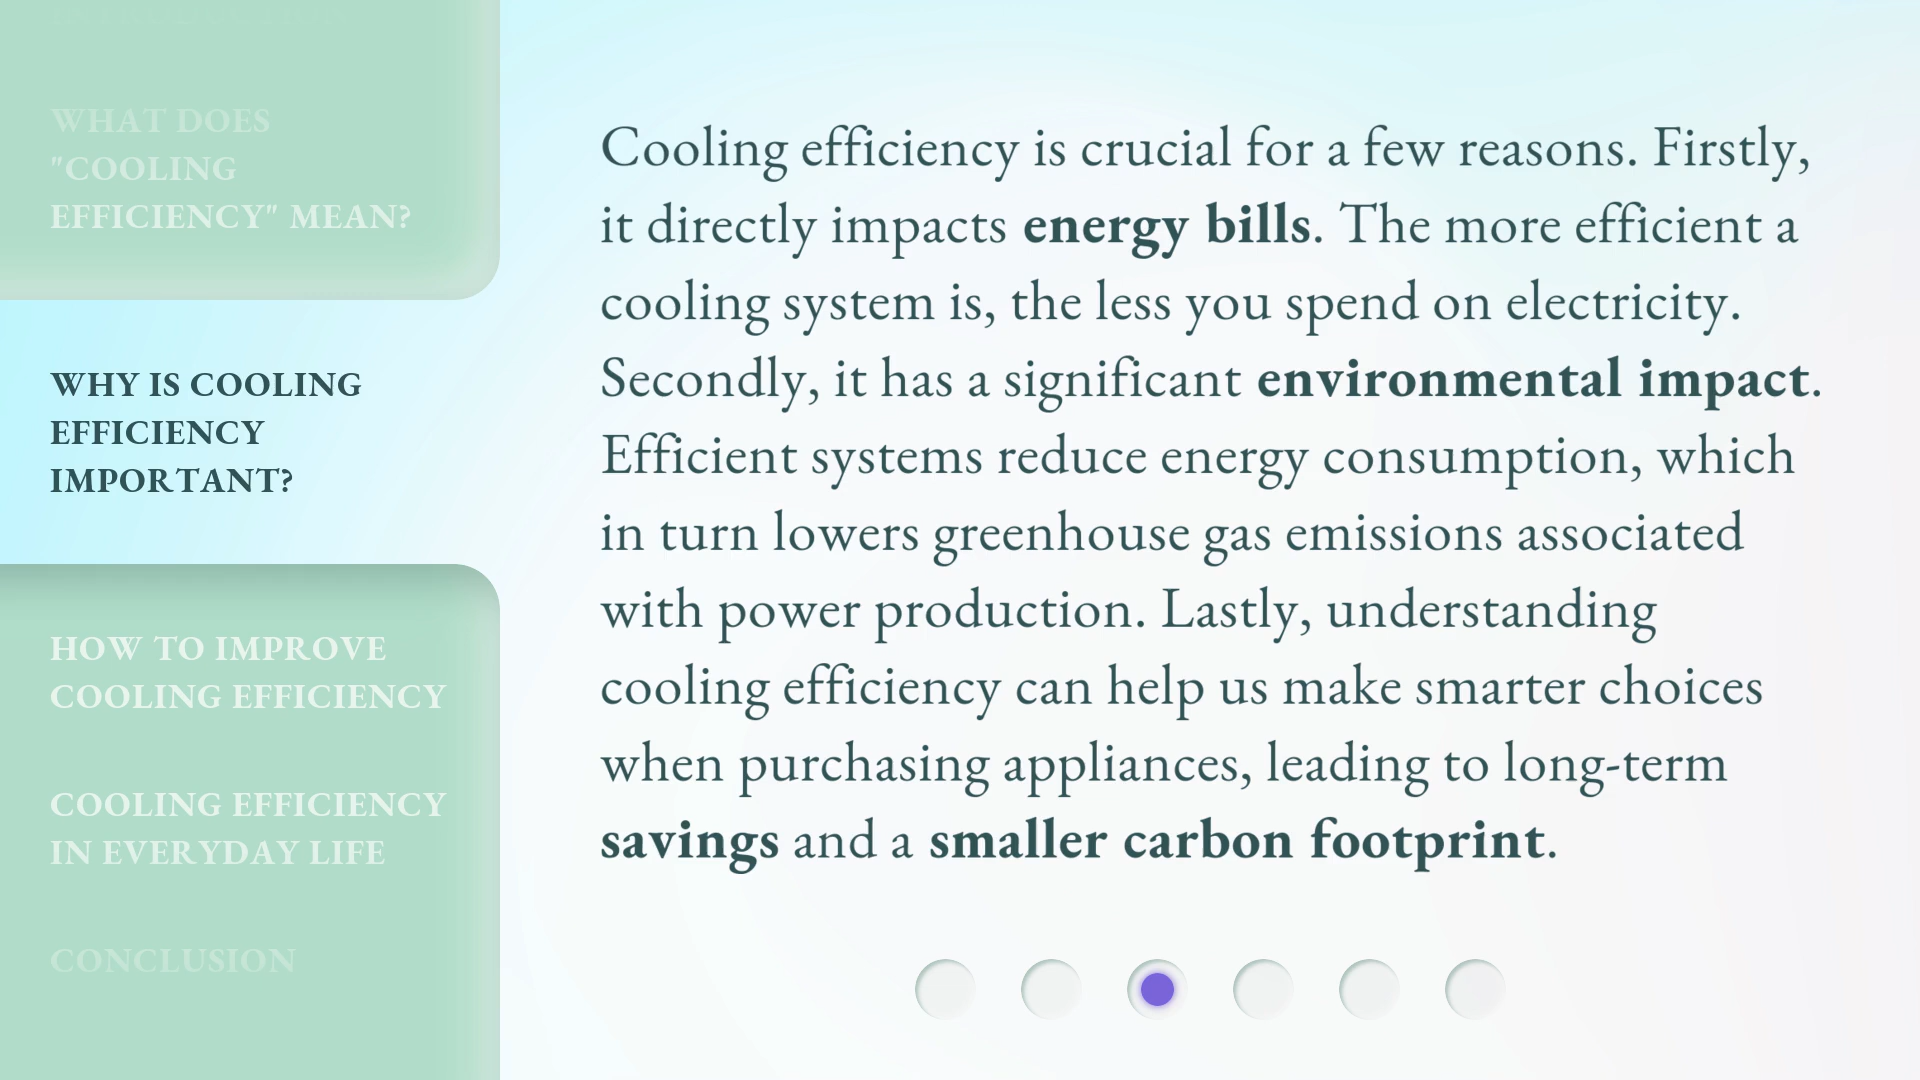 WHAT DOES
"COOLING
EFFICIENCY" MEAN?
WHY IS COOLING
EFFICIENCY
IMPORTANT?
HOW TO IMPROVE
COOLING EFFICIENCY
COOLING EFFICIENCY
IN EVERYDAY LIFE
CONCLUSION
Cooling efficiency is crucial for a few reasons. Firstly,
it directly impacts energy bills. The more efficient a
cooling system is, the less you spend on electricity.
Secondly, it has a significant environmental impact.
Efficient systems reduce energy consumption, which
in turn lowers greenhouse gas emissions associated
with power production. Lastly, understanding
cooling efficiency can help us make smarter choices
when purchasing appliances, leading to long-term
savings and a smaller carbon footprint.